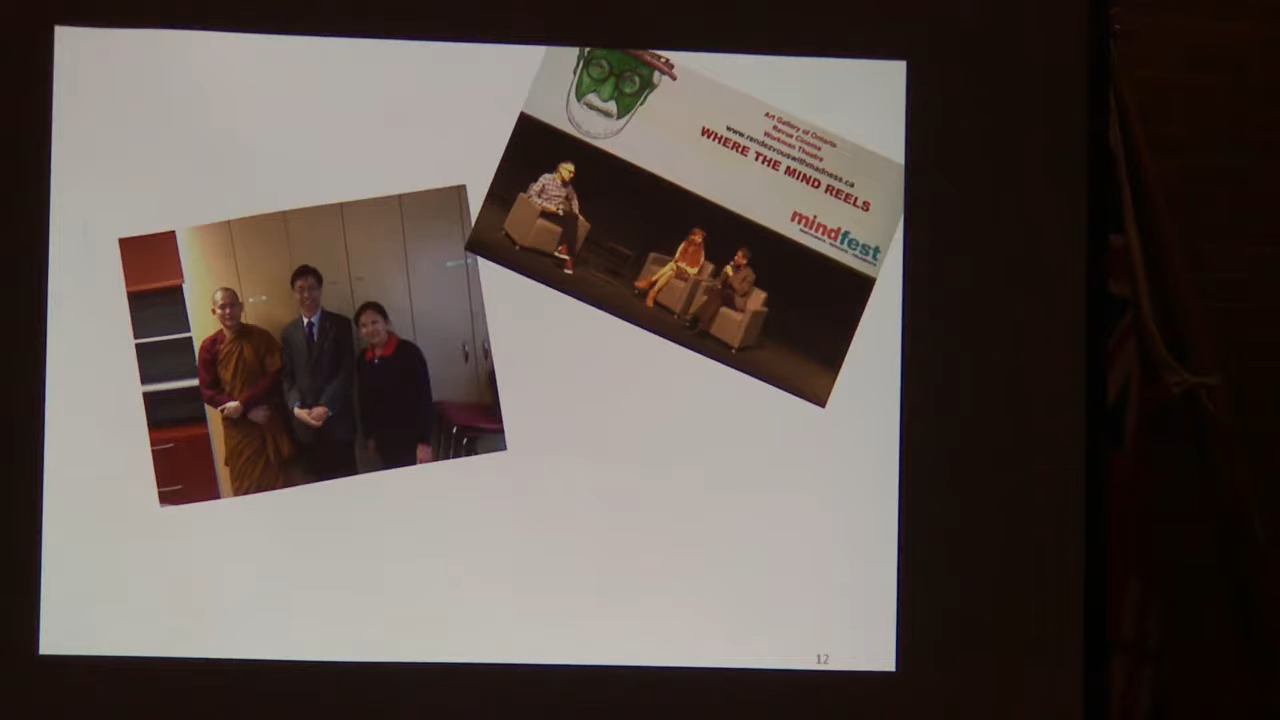 Art Gallery of Ontario
Revue Cinema
Workman Theatre
www.rendezvouswithmadness.ca
WHERE THE MIND REELS
mindfest
12